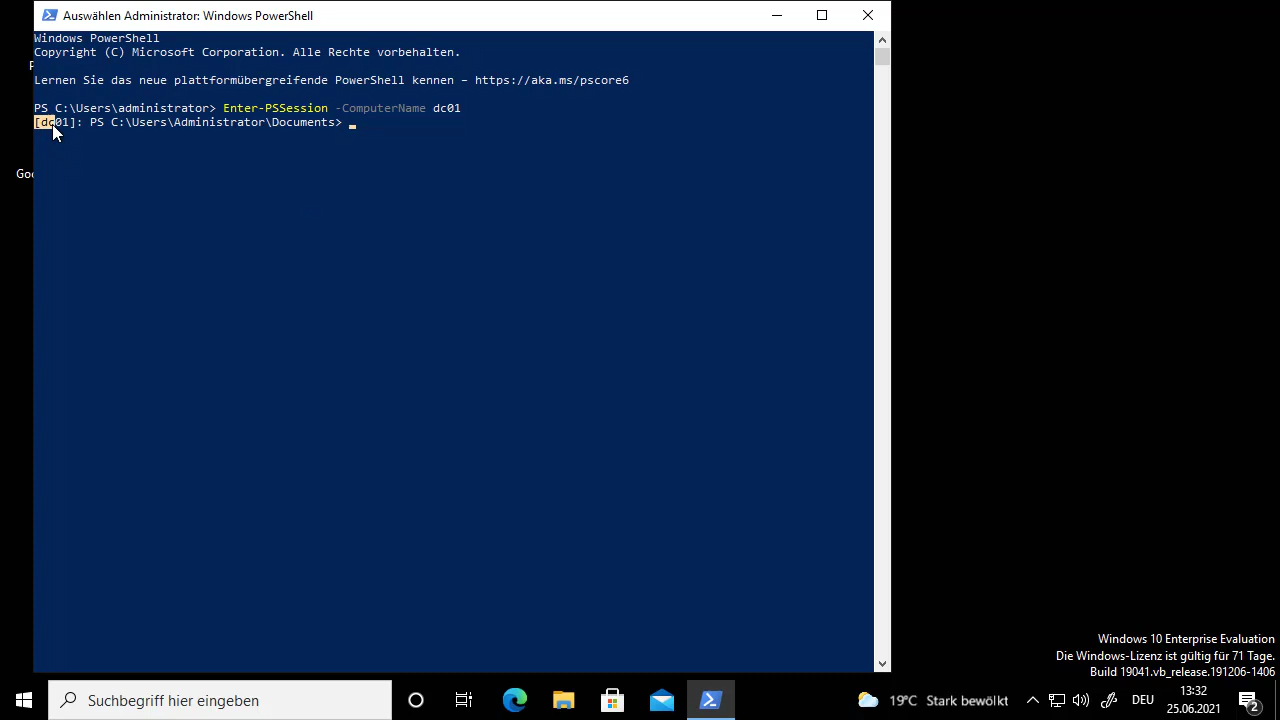 Auswählen Administrator: Windows PowerShell
Windows PowerShell
Copyright (C) Microsoft Corporation. Alle Rechte vorbehalten.
Lernen Sie das neue plattformübergreifende PowerShell kennen – https://aka.ms/pscore6
PS C:\Users\administrator> Enter-PSSession -ComputerName dc01
[dc01]: PS C:\Users\Administrator\Documents>
Windows 10 Enterprise Evaluation
Die Windows-Lizenz ist gültig für 71 Tage.
Build 19041.vb_release.191206-1406
Suchbegriff hier eingeben
19°C Stark bewölkt
DEU
13:32
25.06.2021
2